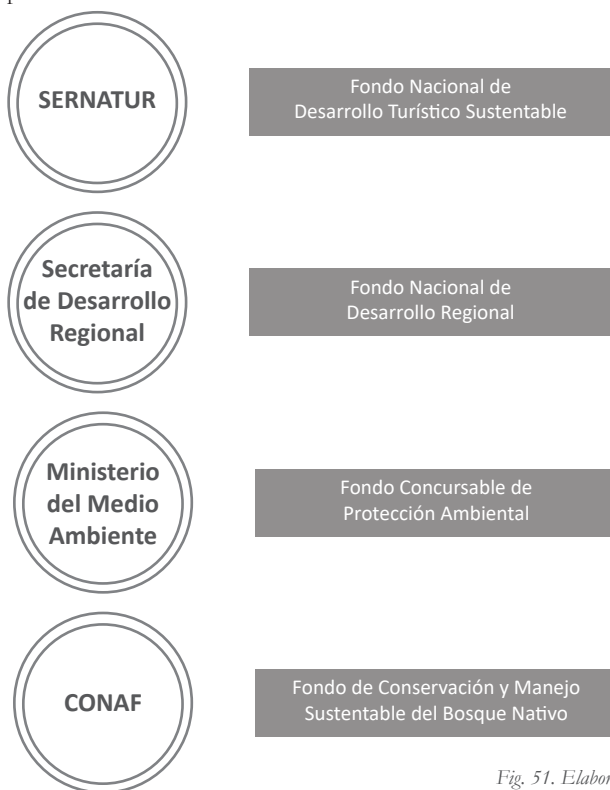 SERNATUR
Fondo Nacional de
Desarrollo Turístico Sustentable
Secretaría
de Desarrollo
Regional
Fondo Nacional de
Desarrollo Regional
Ministerio
del Medio
Ambiente
Fondo Concursable de
Protección Ambiental
CONAF
Fondo de Conservación y Manejo
Sustentable del Bosque Nativo
Fig. 51. Elabor